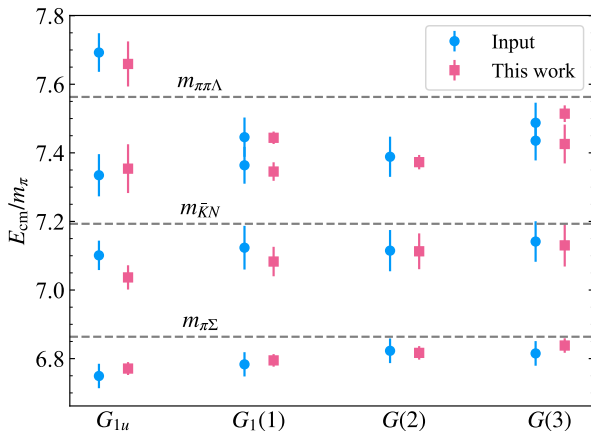 7.8
7.6
7.4
7.2
7.0
6.8
E_cm/m_π
Input
This work
m_ππΛ
m_K̄N
m_πΣ
G_1u
G_1(1)
G(2)
G(3)